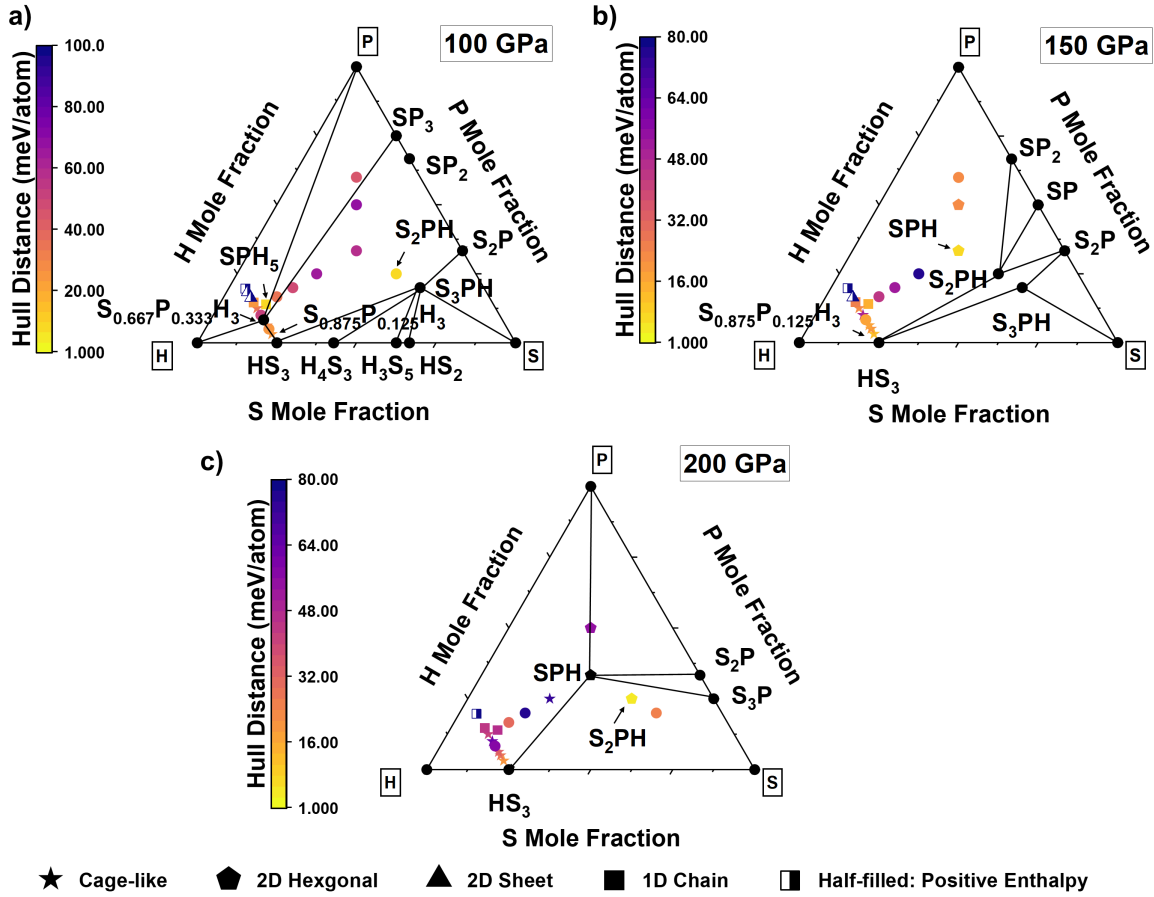 a)
100 GPa
Hull Distance (meV/atom)
100.0
80.00
60.00
40.00
20.00
1.000
H Mole Fraction
P Mole Fraction
S Mole Fraction
P
SP₃
SP₂
S₂PH
S₂P
SPH₅
S₃PH
S₀.₆₆₇P₀.₃₃₃H₃
S₀.₈₇₅P₀.₁₂₅H₃
H
S
HS₃
H₄S₃
H₃S₅
HS₂
b)
150 GPa
Hull Distance (meV/atom)
80.00
64.00
48.00
32.00
16.00
1.000
H Mole Fraction
P Mole Fraction
S Mole Fraction
P
SP₂
SP
SPH
S₂P
S₂PH
S₃PH
S₀.₈₇₅P₀.₁₂₅H₃
H
S
HS₃
c)
200 GPa
Hull Distance (meV/atom)
80.00
64.00
48.00
32.00
16.00
1.000
H Mole Fraction
P Mole Fraction
S Mole Fraction
P
SPH
S₂P
S₃P
S₂PH
H
S
HS₃
Cage-like
2D Hexgonal
2D Sheet
1D Chain
Half-filled: Positive Enthalpy